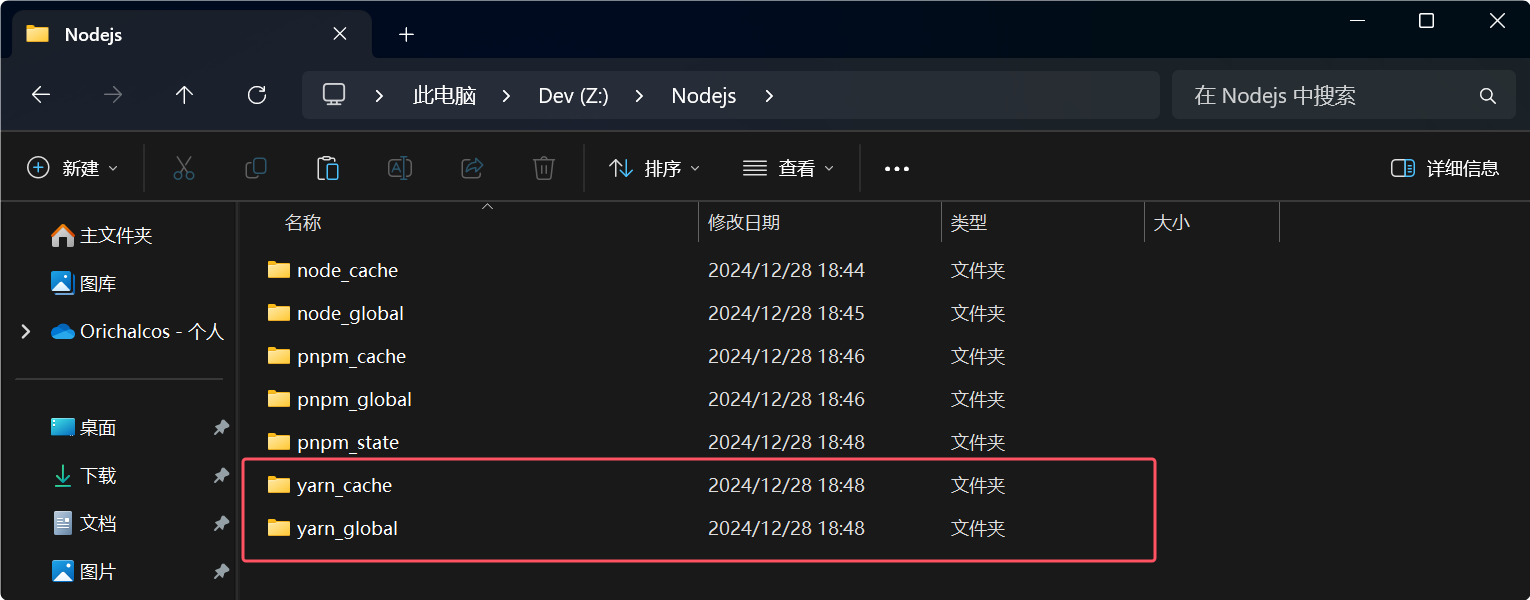 Nodejs
此电脑 Dev (Z:) Nodejs 在 Nodejs 中搜索
新建 排序 查看 ••• 详细信息
名称 修改日期 类型 大小
主文件夹
图库
Orichalcos - 个人
桌面
下载
文档
图片
node_cache 2024/12/28 18:44 文件夹
node_global 2024/12/28 18:45 文件夹
pnpm_cache 2024/12/28 18:46 文件夹
pnpm_global 2024/12/28 18:46 文件夹
pnpm_state 2024/12/28 18:48 文件夹
yarn_cache 2024/12/28 18:48 文件夹
yarn_global 2024/12/28 18:48 文件夹